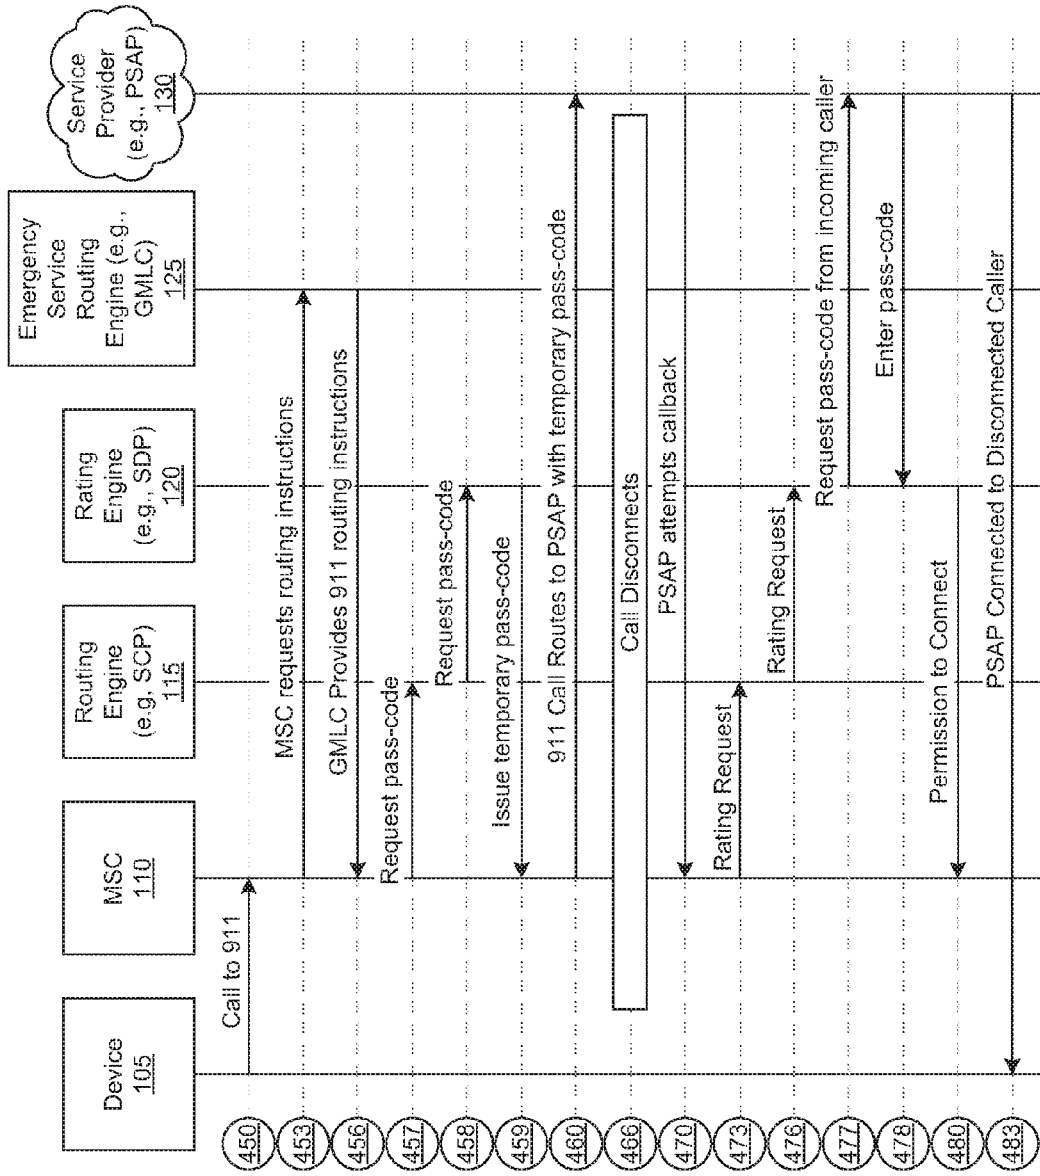 Device
105
MSC
110
Routing
Engine
(e.g. SCP)
115
Rating
Engine
(e.g., SDP)
120
Emergency
Service
Routing
Engine (e.g.,
GMLC)
125
Service
Provider
(e.g., PSAP)
130
450
Call to 911
453
MSC requests routing instructions
456
GMLC Provides 911 routing instructions
457
Request pass-code
458
Request pass-code
459
Issue temporary pass-code
460
911 Call Routes to PSAP with temporary pass-code
466
Call Disconnects
470
PSAP attempts callback
473
Rating Request
476
Rating Request
477
Request pass-code from incoming caller
478
Enter pass-code
480
Permission to Connect
483
PSAP Connected to Disconnected Caller